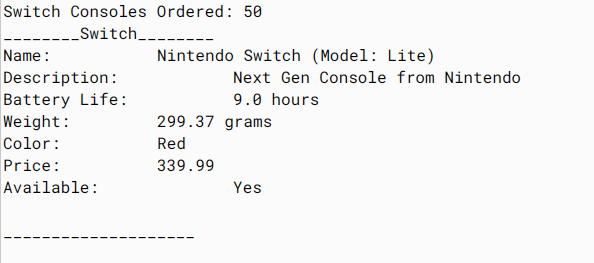 Switch Consoles Ordered: 50
________Switch________
Name:           Nintendo Switch (Model: Lite)
Description:            Next Gen Console from Nintendo
Battery Life:           9.0 hours
Weight:         299.37 grams
Color:          Red
Price:          339.99
Available:              Yes
____________________